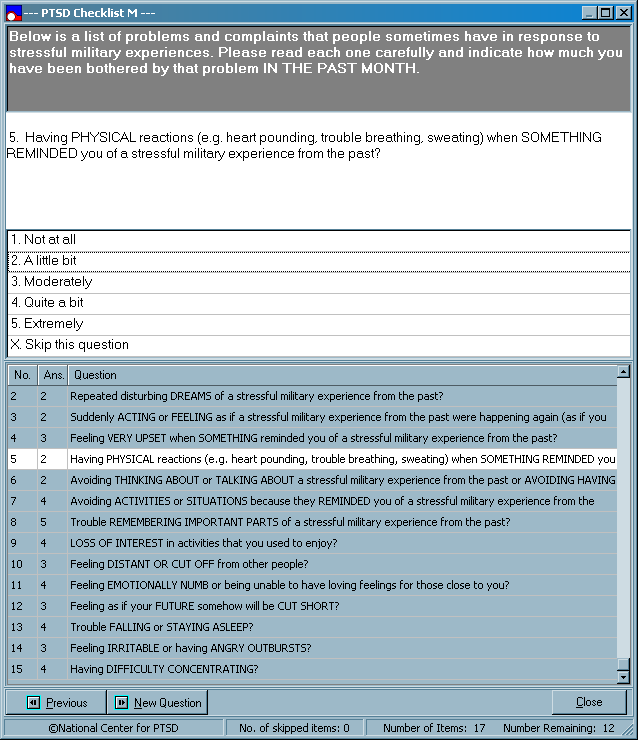 --- PTSD Checklist M ---
Below is a list of problems and complaints that people sometimes have in response to
stressful military experiences. Please read each one carefully and indicate how much you
have been bothered by that problem IN THE PAST MONTH.
5. Having PHYSICAL reactions (e.g. heart pounding, trouble breathing, sweating) when SOMETHING
REMINDED you of a stressful military experience from the past?
1. Not at all
2. A little bit
3. Moderately
4. Quite a bit
5. Extremely
X. Skip this question
No. Ans. Question
2 2 Repeated disturbing DREAMS of a stressful military experience from the past?
3 2 Suddenly ACTING or FEELING as if a stressful military experience from the past were happening again (as if you
4 3 Feeling VERY UPSET when SOMETHING reminded you of a stressful military experience from the past?
5 2 Having PHYSICAL reactions (e.g. heart pounding, trouble breathing, sweating) when SOMETHING REMINDED you
6 2 Avoiding THINKING ABOUT or TALKING ABOUT a stressful military experience from the past or AVOIDING HAVING
7 4 Avoiding ACTIVITIES or SITUATIONS because they REMINDED you of a stressful military experience from the
8 5 Trouble REMEMBERING IMPORTANT PARTS of a stressful military experience from the past?
9 4 LOSS OF INTEREST in activities that you used to enjoy?
10 3 Feeling DISTANT OR CUT OFF from other people?
11 4 Feeling EMOTIONALLY NUMB or being unable to have loving feelings for those close to you?
12 3 Feeling as if your FUTURE somehow will be CUT SHORT?
13 4 Trouble FALLING or STAYING ASLEEP?
14 3 Feeling IRRITABLE or having ANGRY OUTBURSTS?
15 4 Having DIFFICULTY CONCENTRATING?
Previous New Question Close
©National Center for PTSD No. of skipped items: 0 Number of Items: 17 Number Remaining: 12